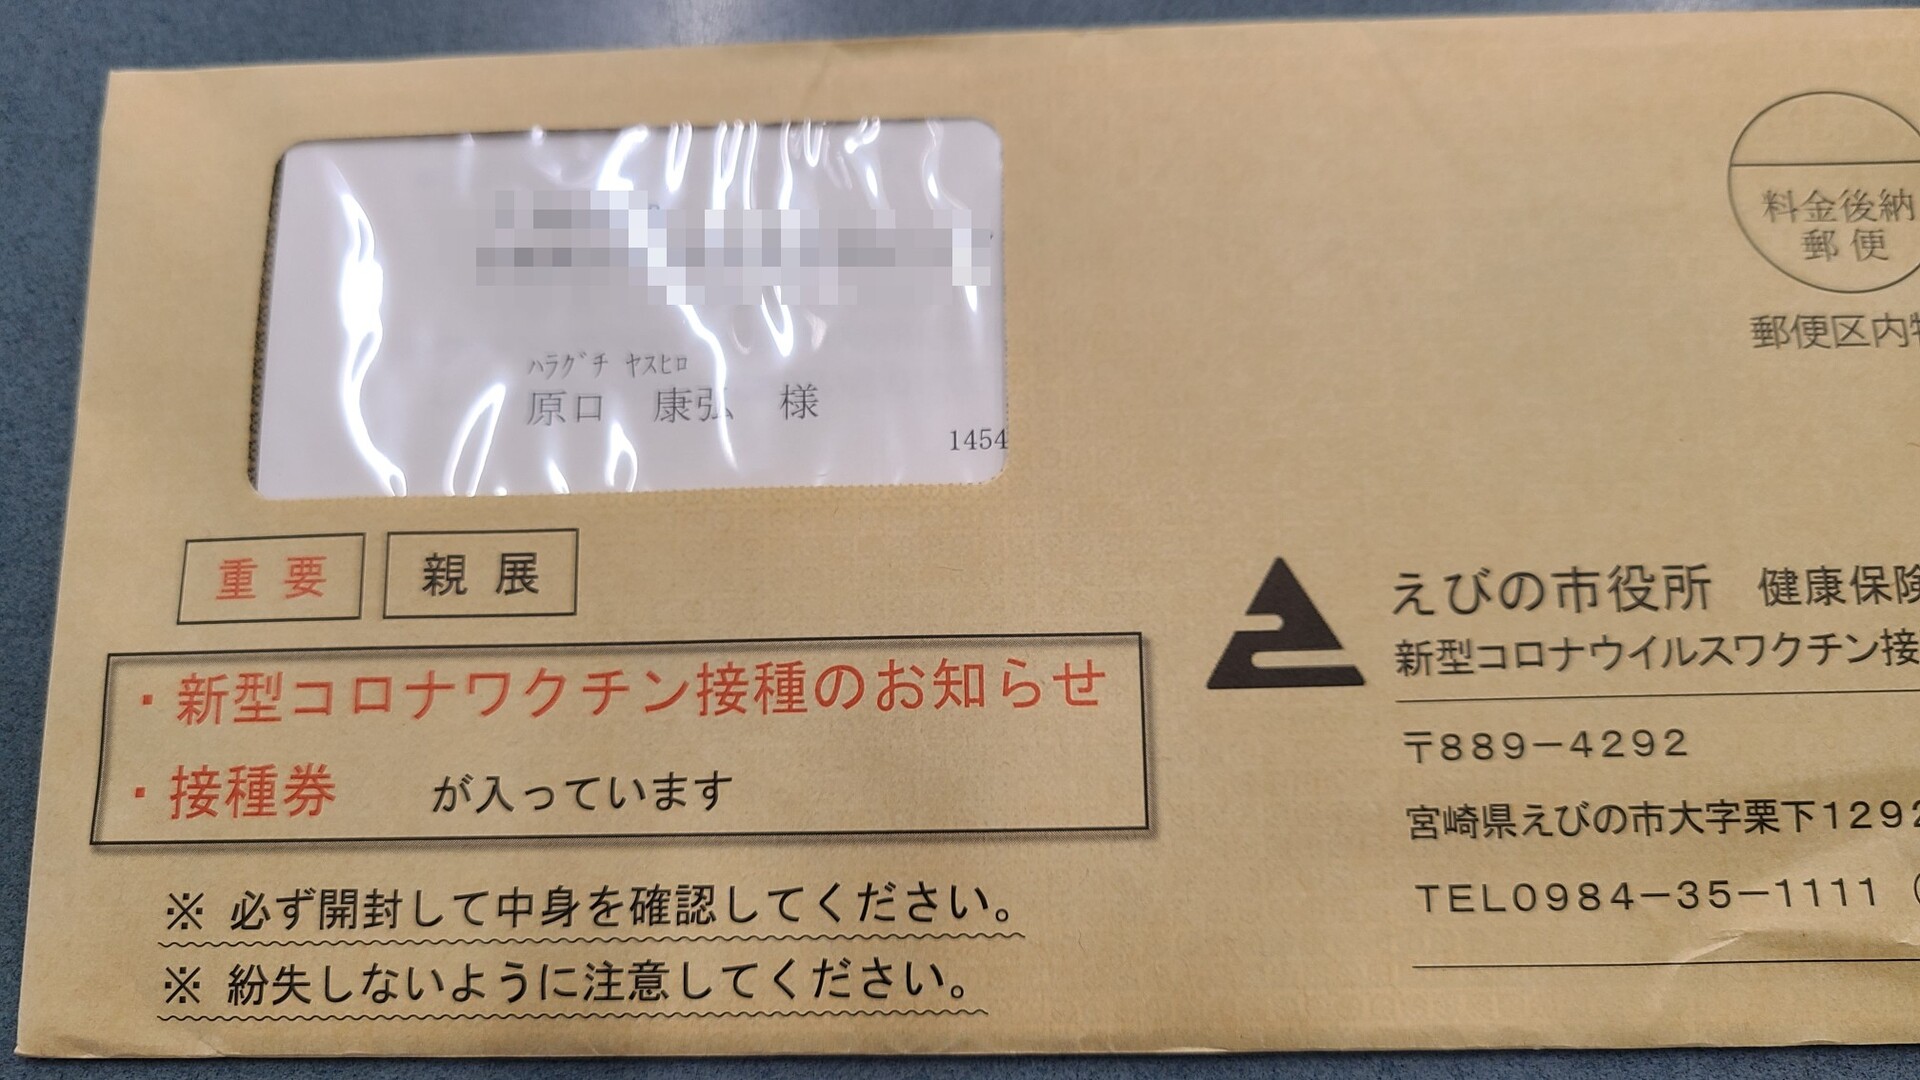 ﾊﾗｸﾞﾁ ﾔｽﾋﾛ
原口 康弘 様
1454
料金後納
郵便
郵便区内
重要
親展
・新型コロナワクチン接種のお知らせ
・接種券 が入っています
※ 必ず開封して中身を確認してください。
※ 紛失しないように注意してください。
えびの市役所 健康保険
新型コロナウイルスワクチン接
〒889－4292
宮崎県えびの市大字栗下1292
TEL0984－35－1111（